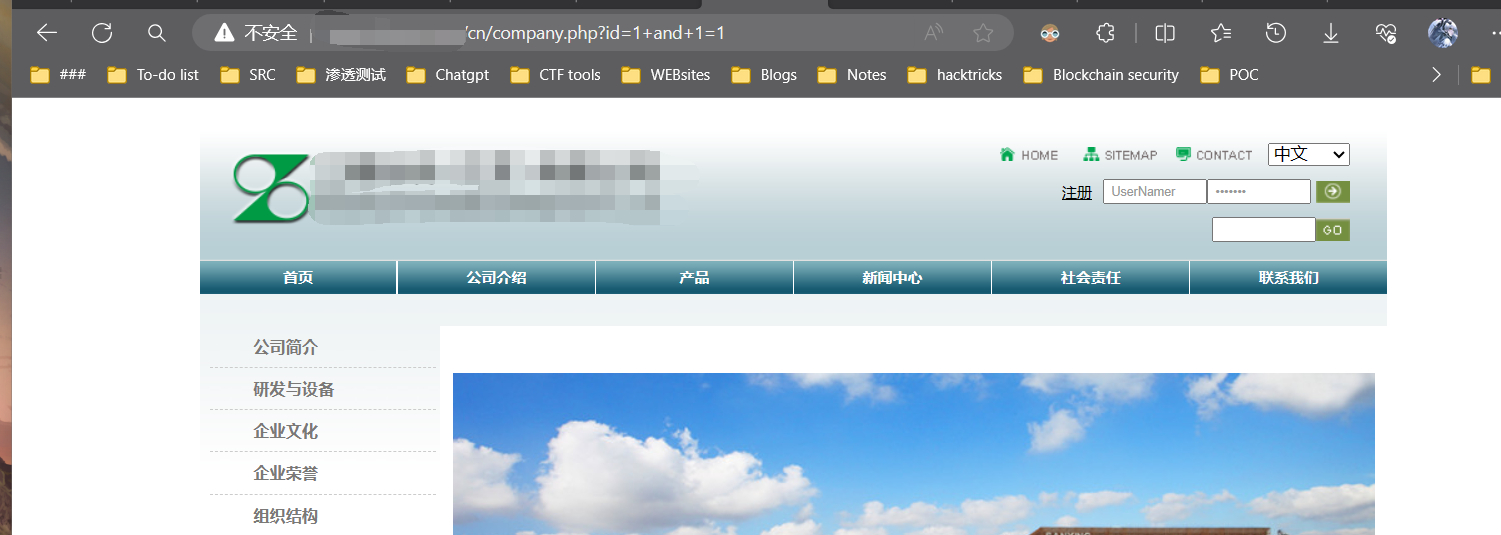 不安全 /cn/company.php?id=1+and+1=1
### To-do list SRC 渗透测试 Chatgpt CTF tools WEBsites Blogs Notes hacktricks Blockchain security POC
HOME SITEMAP CONTACT 中文
注册 UserNamer •••••••
GO
首页 公司介绍 产品 新闻中心 社会责任 联系我们
公司简介
研发与设备
企业文化
企业荣誉
组织结构